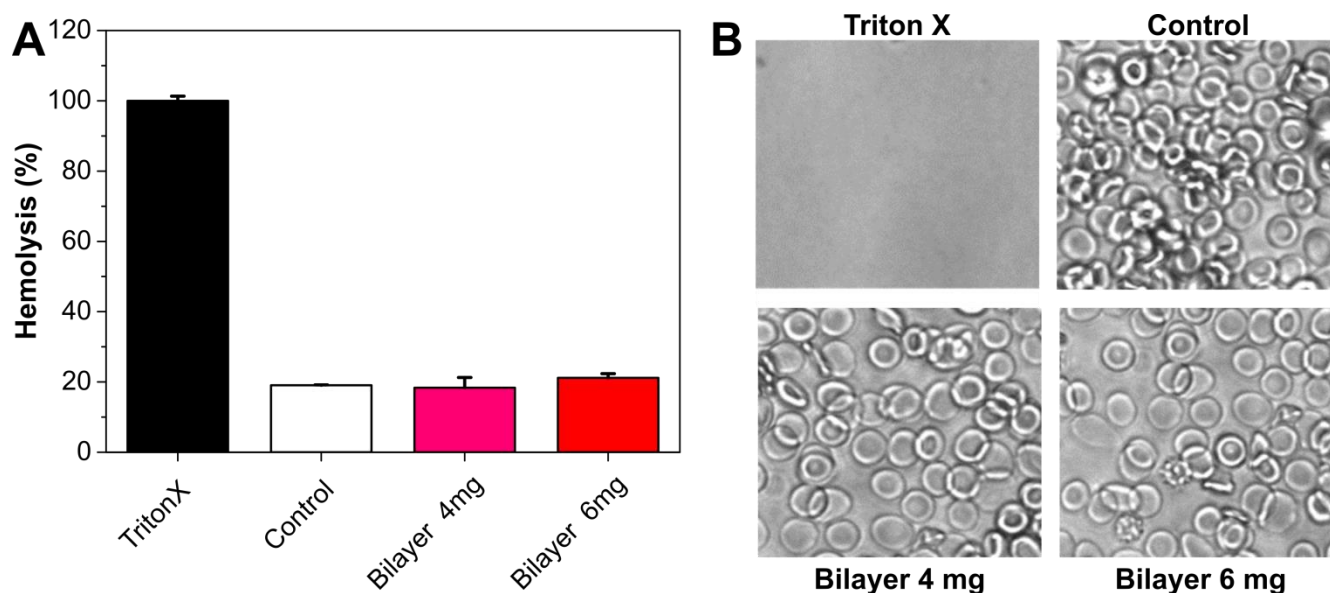 A
Hemolysis (%)
120
100
80
60
40
20
0
TritonX
Control
Bilayer 4mg
Bilayer 6mg
B
Triton X
Control
Bilayer 4 mg
Bilayer 6 mg